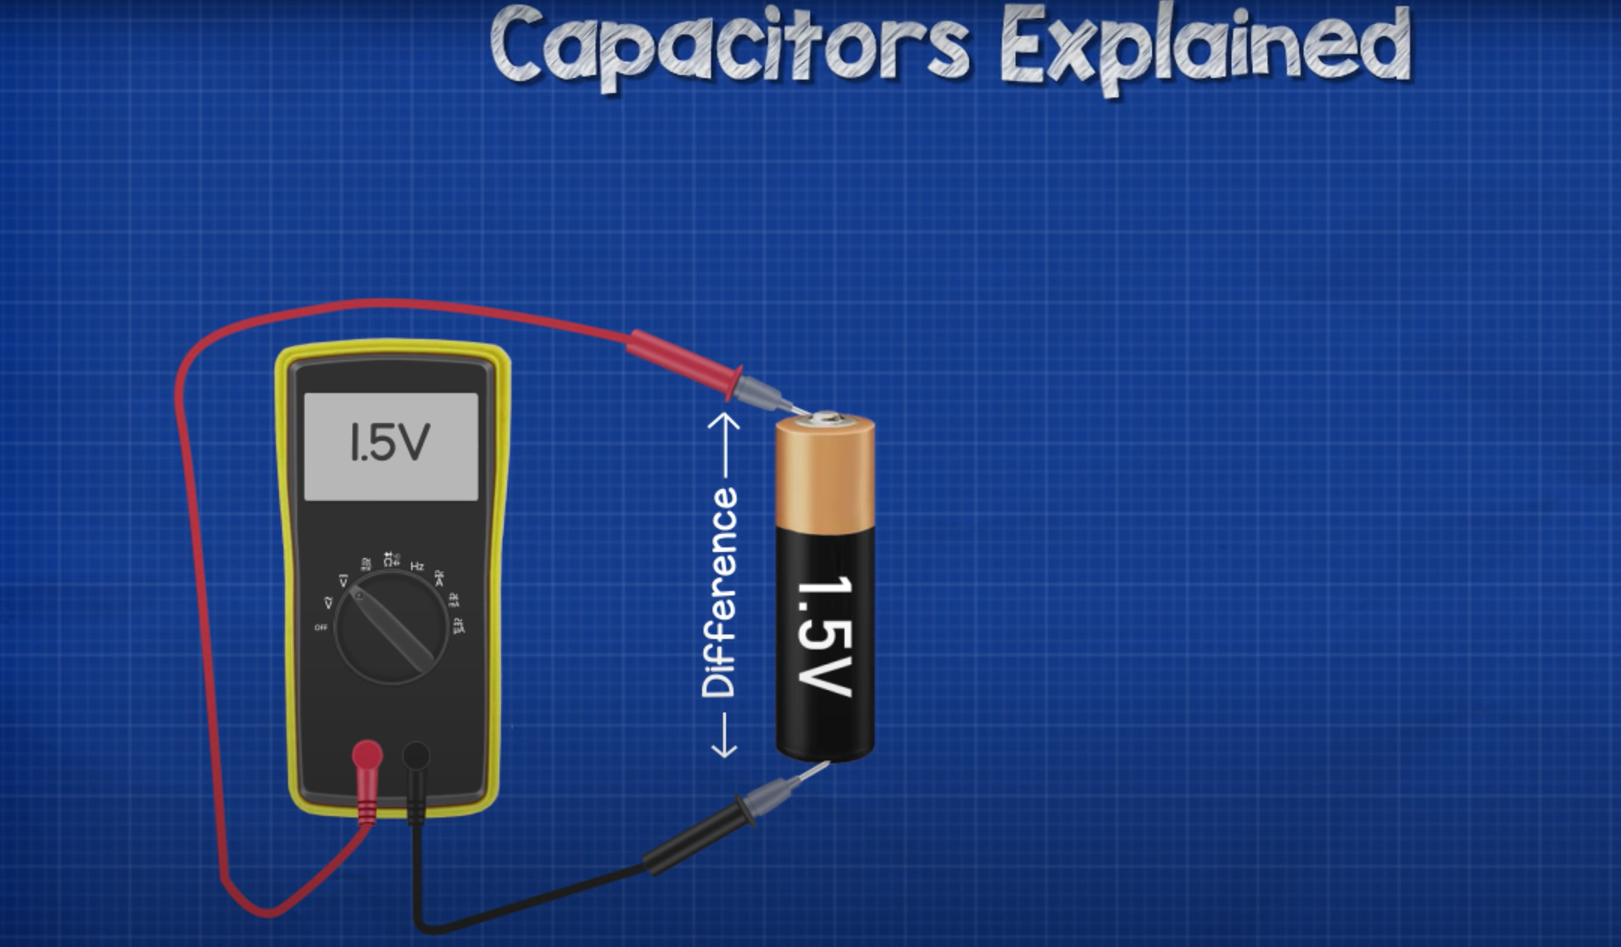 Capacitors Explained
1.5V
Hz
OFF
Difference
1.5V